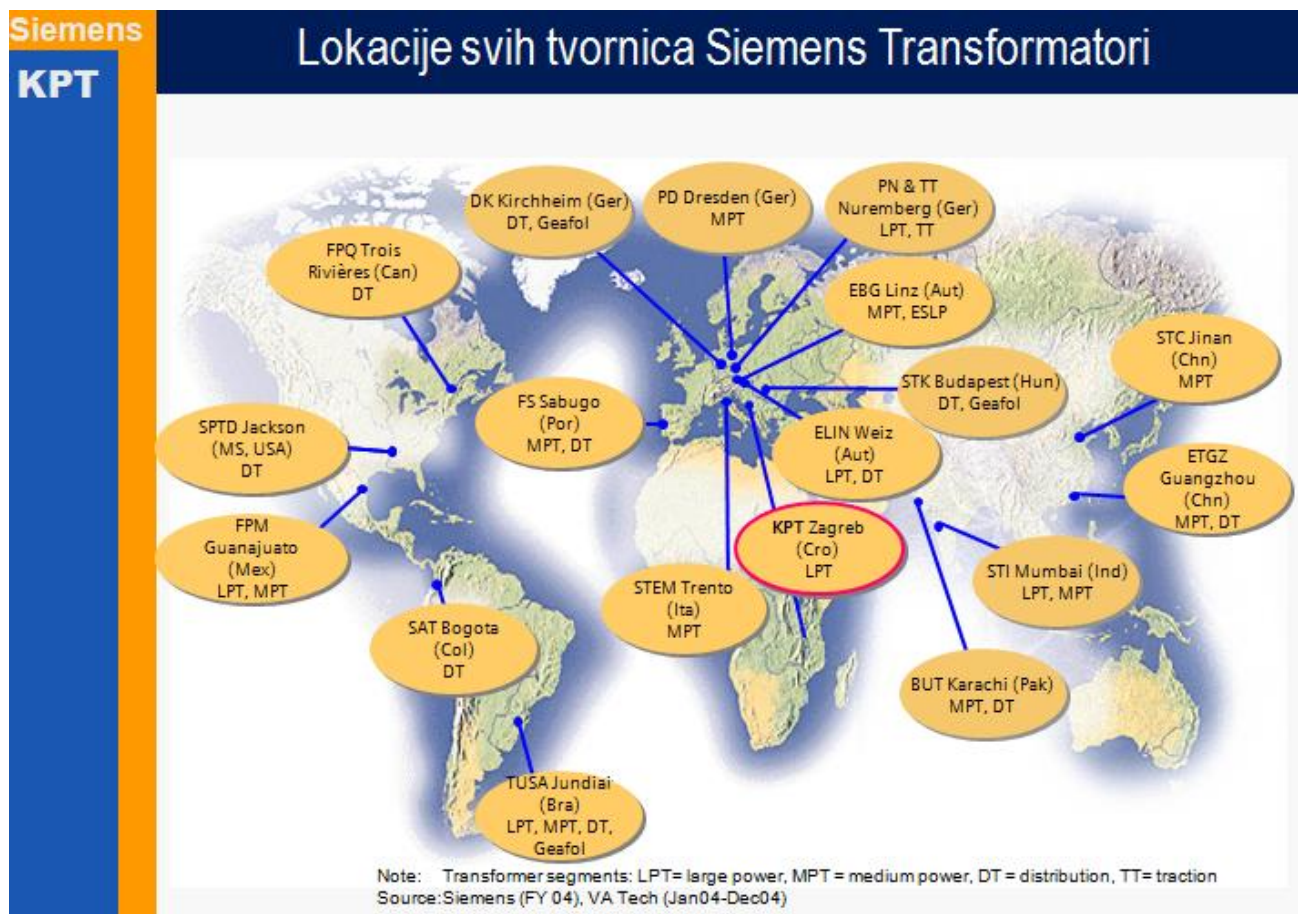 Siemens
KPT
Lokacije svih tvornica Siemens Transformatori
DK Kirchheim (Ger)
DT, Geafol
PD Dresden (Ger)
MPT
PN & TT
Nuremberg (Ger)
LPT, TT
FPQ Trois
Rivières (Can)
DT
EBG Linz (Aut)
MPT, ESLP
STC Jinan
(Chn)
MPT
STK Budapest (Hun)
DT, Geafol
FS Sabugo
(Por)
MPT, DT
SPTD Jackson
(MS, USA)
DT
ELIN Weiz
(Aut)
LPT, DT
ETGZ
Guangzhou
(Chn)
MPT, DT
FPM
Guanajuato
(Mex)
LPT, MPT
KPT Zagreb
(Cro)
LPT
STI Mumbai (Ind)
LPT, MPT
STEM Trento
(Ita)
MPT
SAT Bogota
(Col)
DT
BUT Karachi (Pak)
MPT, DT
TUSA Jundiai
(Bra)
LPT, MPT, DT,
Geafol
Note: Transformer segments: LPT= large power, MPT = medium power, DT = distribution, TT= traction
Source:Siemens (FY 04), VA Tech (Jan04-Dec04)